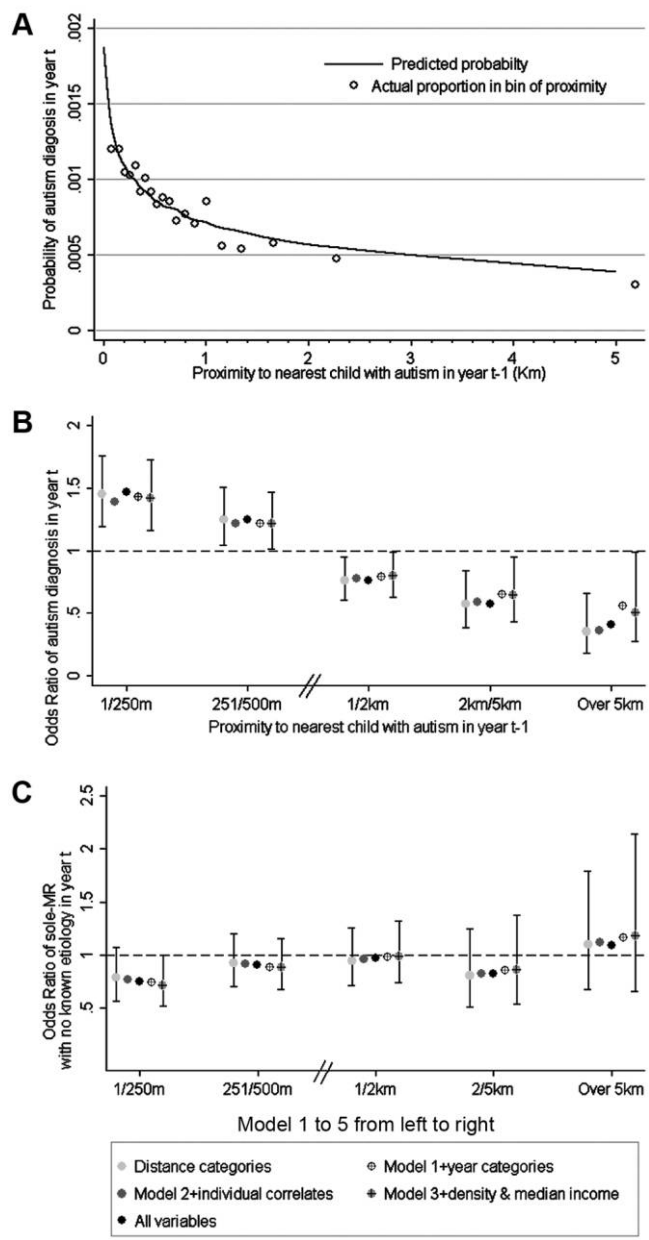 A
.002
.0015
.001
.0005
0
Probability of autism diagosis in year t
Predicted probabilty
Actual proportion in bin of proximity
0 1 2 3 4 5
Proximity to nearest child with autism in year t-1 (Km)
B
2
1.5
1
.5
0
Odds Ratio of autism diagnosis in year t
1/250m 251/500m 1/2km 2km/5km Over 5km
Proximity to nearest child with autism in year t-1
C
2.5
2
1.5
1
.5
Odds Ratio of sole-MR
with no known etiology in year t
1/250m 251/500m 1/2km 2/5km Over 5km
Model 1 to 5 from left to right
Distance categories
Model 1+year categories
Model 2+individual correlates
Model 3+density & median income
All variables